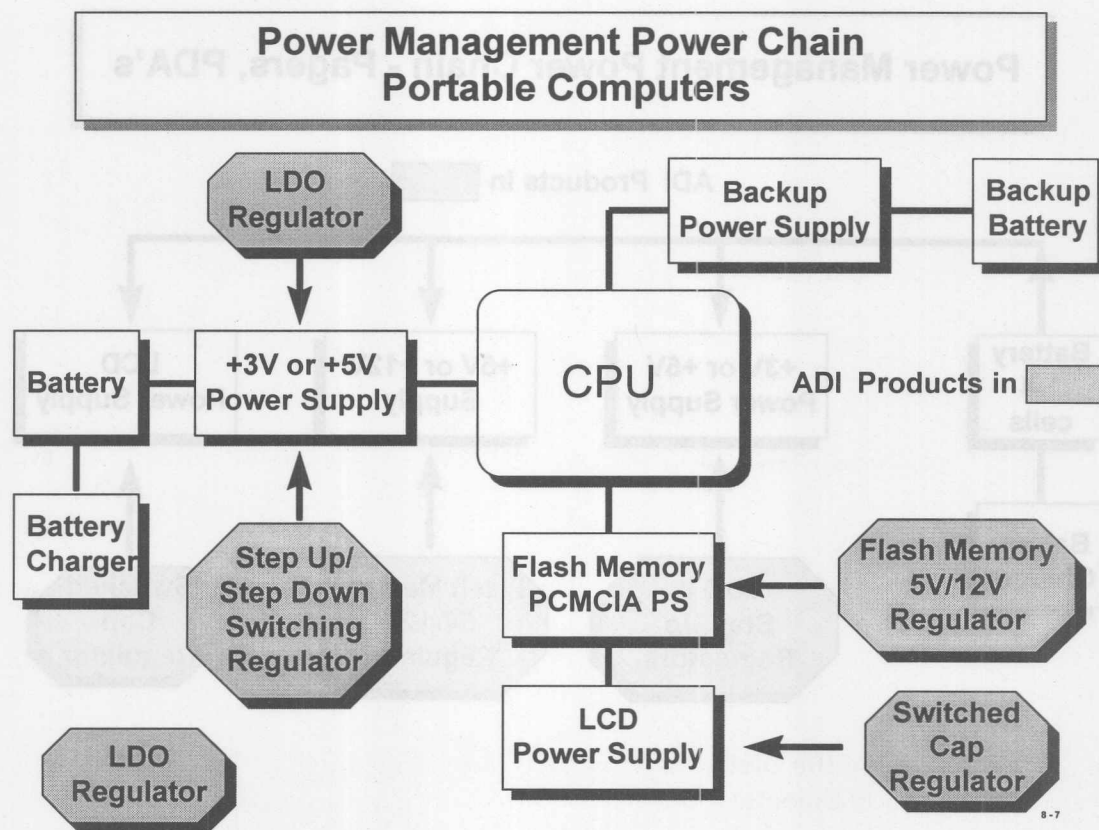 Power Management Power Chain
Portable Computers
LDO
Regulator
Backup
Power Supply
Backup
Battery
Battery
+3V or +5V
Power Supply
CPU
ADI Products in
Battery
Charger
Step Up/
Step Down
Switching
Regulator
Flash Memory
PCMCIA PS
Flash Memory
5V/12V
Regulator
LDO
Regulator
LCD
Power Supply
Switched
Cap
Regulator
8-7